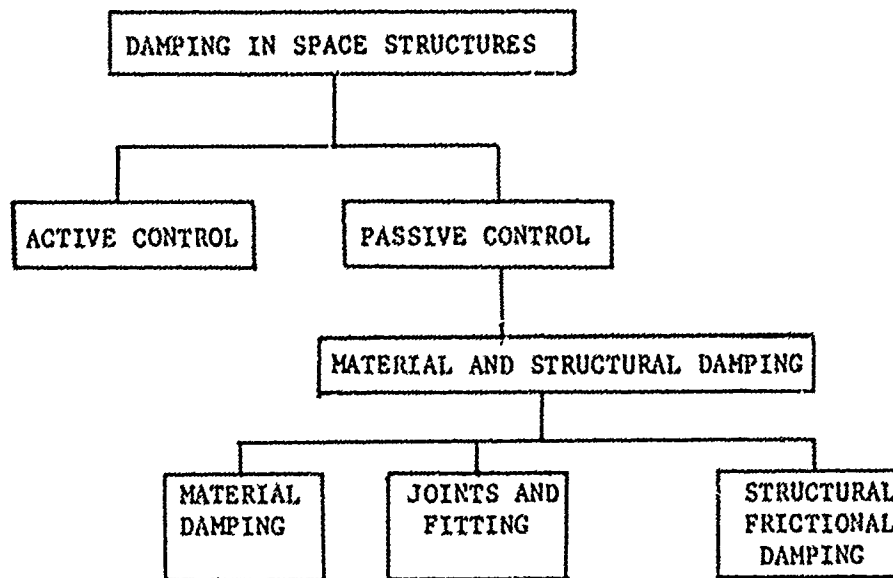 DAMPING IN SPACE STRUCTURES
ACTIVE CONTROL
PASSIVE CONTROL
MATERIAL AND STRUCTURAL DAMPING
MATERIAL
DAMPING
JOINTS AND
FITTING
STRUCTURAL
FRICTIONAL
DAMPING